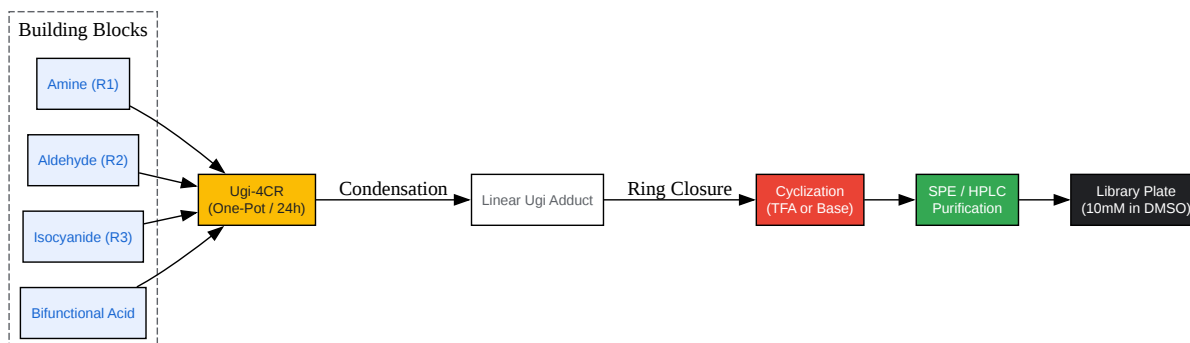 Building Blocks
Amine (R1)
Aldehyde (R2)
Isocyanide (R3)
Bifunctional Acid
Ugi-4CR
(One-Pot / 24h)
Condensation
Linear Ugi Adduct
Ring Closure
Cyclization
(TFA or Base)
SPE / HPLC
Purification
Library Plate
(10mM in DMSO)